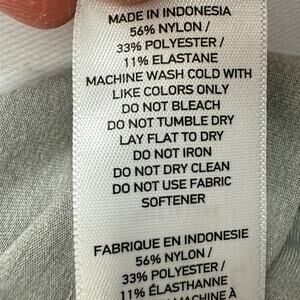 MADE IN INDONESIA
56% NYLON /
33% POLYESTER /
11% ELASTANE
MACHINE WASH COLD WITH
LIKE COLORS ONLY
DO NOT BLEACH
DO NOT TUMBLE DRY
LAY FLAT TO DRY
DO NOT IRON
DO NOT DRY CLEAN
DO NOT USE FABRIC
SOFTENER
FABRIQUE EN INDONESIE
56% NYLON /
33% POLYESTER /
11% ÉLASTHANNE
MACHINE À